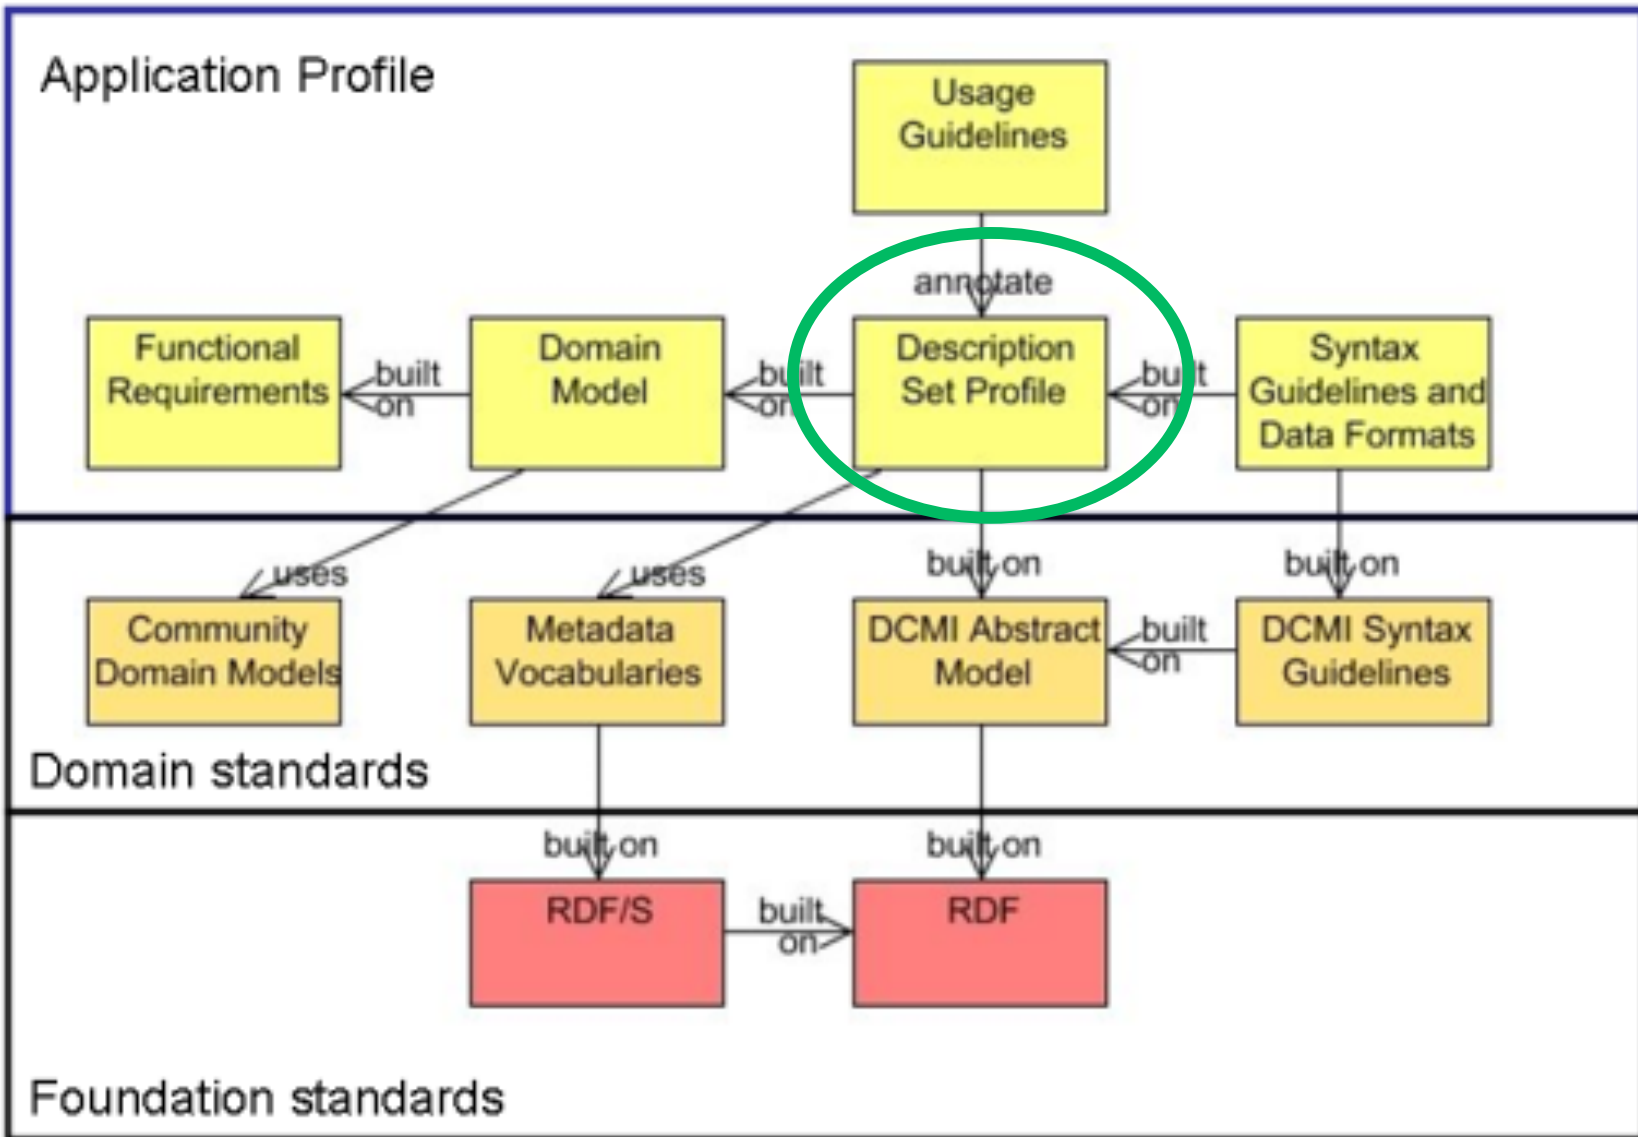 Application Profile
Usage
Guidelines
annotate
Functional
Requirements
built
on
Domain
Model
built
on
Description
Set Profile
built
on
Syntax
Guidelines and
Data Formats
uses
uses
built on
built on
Community
Domain Models
Metadata
Vocabularies
DCMI Abstract
Model
built
on
DCMI Syntax
Guidelines
Domain standards
built on
built on
RDF/S
built
on
RDF
Foundation standards